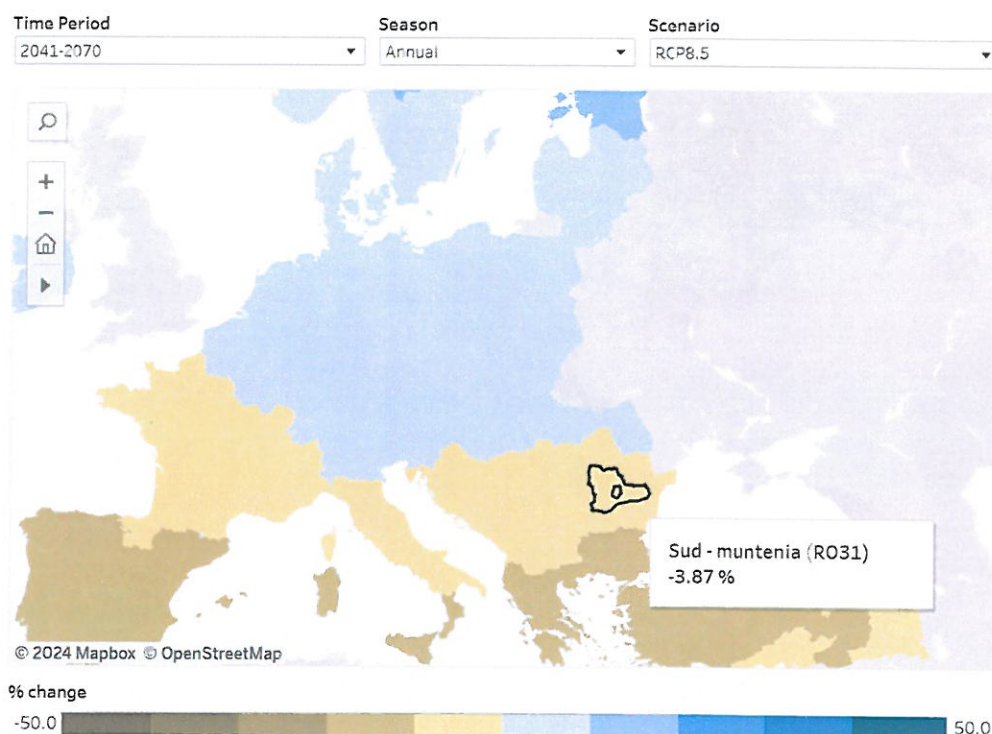 Time Period
Season
Scenario
2041-2070
Annual
RCP8.5
Sud - muntenia (RO31)
-3.87 %
© 2024 Mapbox © OpenStreetMap
% change
-50.0
50.0